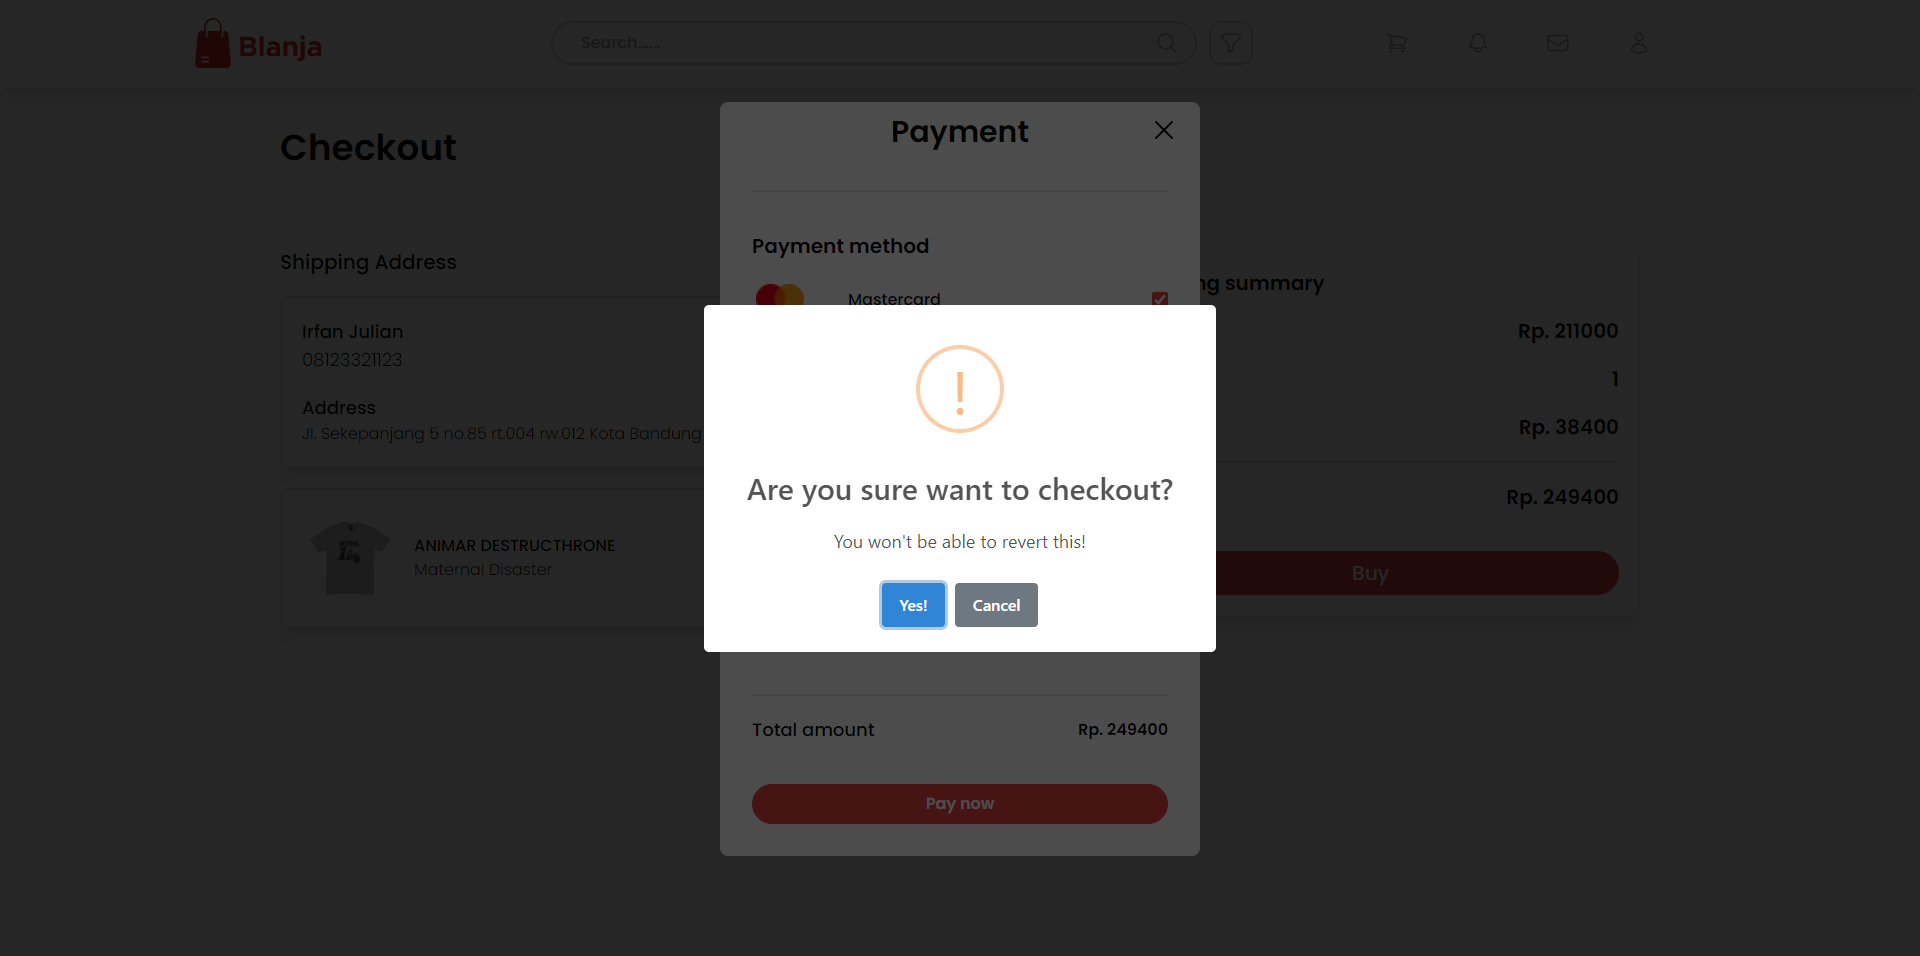 Blanja
Search......
Checkout
Payment
Shipping Address
Payment method
ng summary
Mastercard
Irfan Julian
08123321123
Address
Jl. Sekepanjang 5 no.85 rt.004 rw.012 Kota Bandung
Rp. 211000
1
Rp. 38400
Rp. 249400
Buy
ANIMAR DESTRUCTHRONE
Maternal Disaster
Are you sure want to checkout?
You won't be able to revert this!
Yes!
Cancel
Total amount
Rp. 249400
Pay now